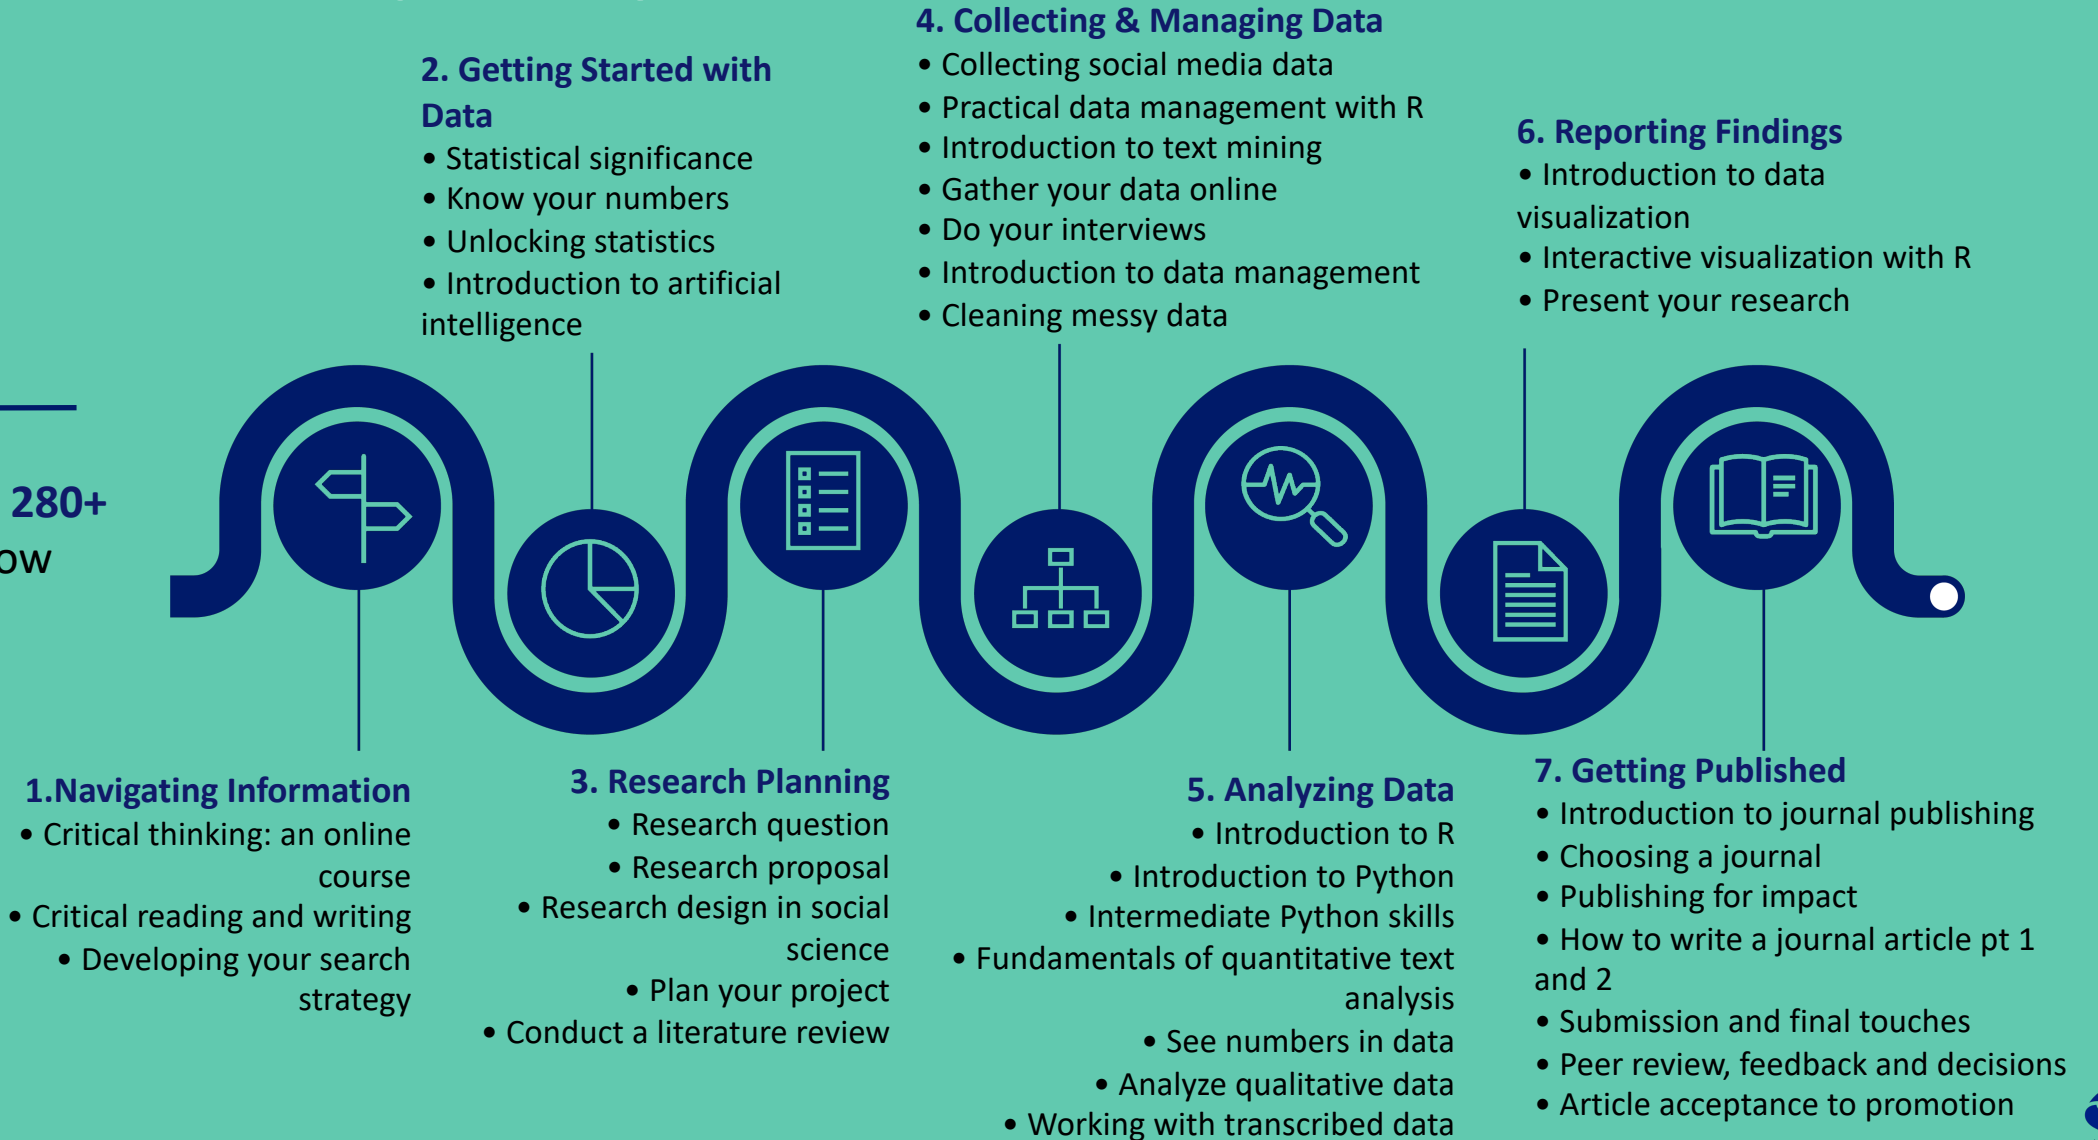 4. Collecting & Managing Data
• Collecting social media data
• Practical data management with R
• Introduction to text mining
• Gather your data online
• Do your interviews
• Introduction to data management
• Cleaning messy data
2. Getting Started with
Data
• Statistical significance
• Know your numbers
• Unlocking statistics
• Introduction to artificial
intelligence
6. Reporting Findings
• Introduction to data
visualization
• Interactive visualization with R
• Present your research
280+
1.Navigating Information
• Critical thinking: an online
course
• Critical reading and writing
• Developing your search
strategy
3. Research Planning
• Research question
• Research proposal
• Research design in social
science
• Plan your project
• Conduct a literature review
5. Analyzing Data
• Introduction to R
• Introduction to Python
• Intermediate Python skills
• Fundamentals of quantitative text
analysis
• See numbers in data
• Analyze qualitative data
• Working with transcribed data
7. Getting Published
• Introduction to journal publishing
• Choosing a journal
• Publishing for impact
• How to write a journal article pt 1
and 2
• Submission and final touches
• Peer review, feedback and decisions
• Article acceptance to promotion